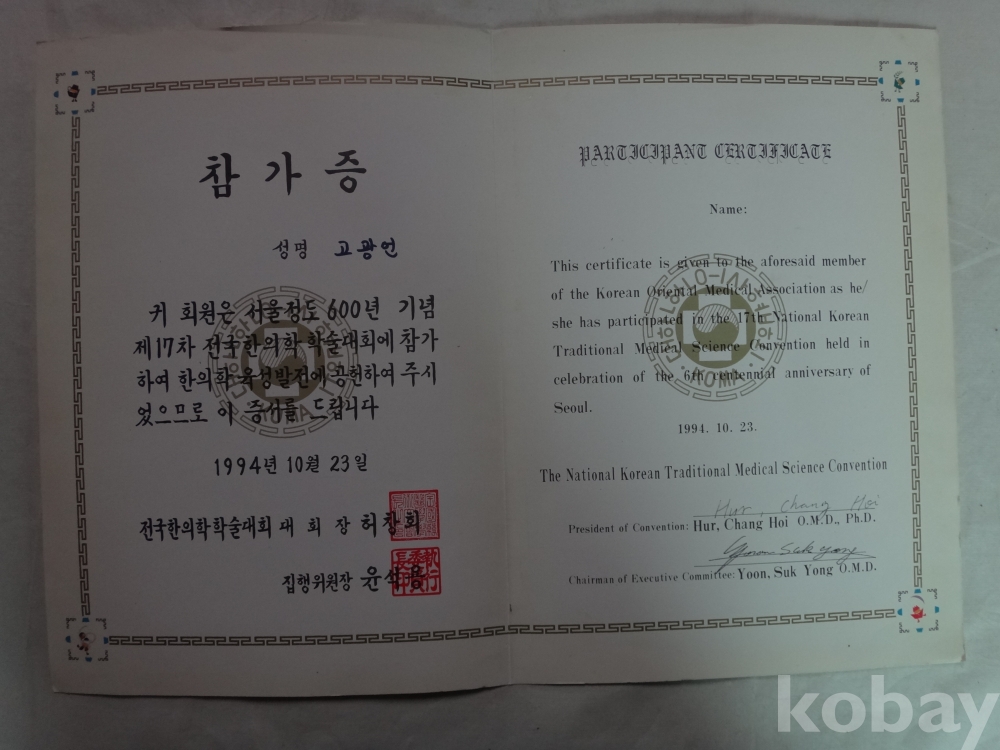 참가증
성명 고광언
귀 회원은 서울정도 600년 기념
제17차 전국한의학 학술대회에 참가
하여 한의학 육성발전에 공헌하여 주시
었으므로 이 증서를 드립니다
1994년 10월 23일
전국한의학학술대회 대 회 장 허창회
집행위원장 윤석용
PARTICIPANT CERTIFICATE
Name:
This certificate is given to the aforesaid member
of the Korean Oriental Medical Association as he/
she has participated in the 17th National Korean
Traditional Medical Science Convention held in
celebration of the 6th centennial anniversary of
Seoul.
1994. 10. 23.
The National Korean Traditional Medical Science Convention
Hur, Chang Hoi
President of Convention: Hur, Chang Hoi O.M.D., Ph.D.
Yoon Suk yong
Chairman of Executive Committee: Yoon, Suk Yong O.M.D.
kobay